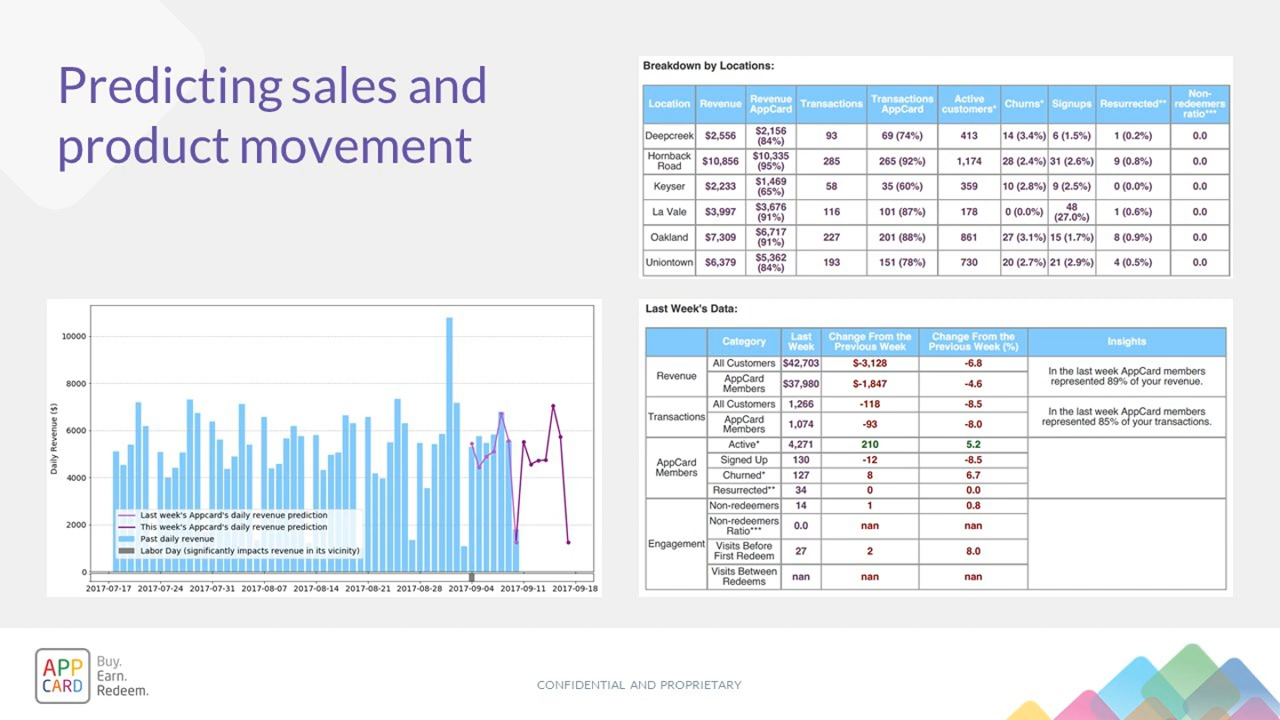 Predicting sales and
product movement
Breakdown by Locations:
Location Revenue Revenue AppCard Transactions Transactions AppCard Active customers* Churns* Signups Resurrected** Non-redeemers ratio***
Deepcreek $2,556 $2,156 (84%) 93 69 (74%) 413 14 (3.4%) 6 (1.5%) 1 (0.2%) 0.0
Hornback Road $10,856 $10,335 (95%) 285 265 (92%) 1,174 28 (2.4%) 31 (2.6%) 9 (0.8%) 0.0
Keyser $2,233 $1,469 (65%) 58 35 (60%) 359 10 (2.8%) 9 (2.5%) 0 (0.0%) 0.0
La Vale $3,997 $3,676 (91%) 116 101 (87%) 178 0 (0.0%) 48 (27.0%) 1 (0.6%) 0.0
Oakland $7,309 $6,717 (91%) 227 201 (88%) 861 27 (3.1%) 15 (1.7%) 8 (0.9%) 0.0
Uniontown $6,379 $5,362 (84%) 193 151 (78%) 730 20 (2.7%) 21 (2.9%) 4 (0.5%) 0.0
Daily Revenue ($)
10000
8000
6000
4000
2000
0
Last week's Appcard's daily revenue prediction
This week's Appcard's daily revenue prediction
Past daily revenue
Labor Day (significantly impacts revenue in its vicinity)
2017-07-17 2017-07-24 2017-07-31 2017-08-07 2017-08-14 2017-08-21 2017-08-28 2017-09-04 2017-09-11 2017-09-18
Last Week's Data:
Category Last Week Change From the Previous Week Change From the Previous Week (%) Insights
Revenue All Customers $42,703 $-3,128 -6.8 In the last week AppCard members represented 89% of your revenue.
AppCard Members $37,980 $-1,847 -4.6
Transactions All Customers 1,266 -118 -8.5 In the last week AppCard members represented 85% of your transactions.
AppCard Members 1,074 -93 -8.0
AppCard Members Active* 4,271 210 5.2
Signed Up 130 -12 -8.5
Churned* 127 8 6.7
Resurrected** 34 0 0.0
Engagement Non-redeemers 14 1 0.8
Non-redeemers Ratio*** 0.0 nan nan
Visits Before First Redeem 27 2 8.0
Visits Between Redeems nan nan nan
APP
CARD
Buy.
Earn.
Redeem.
CONFIDENTIAL AND PROPRIETARY